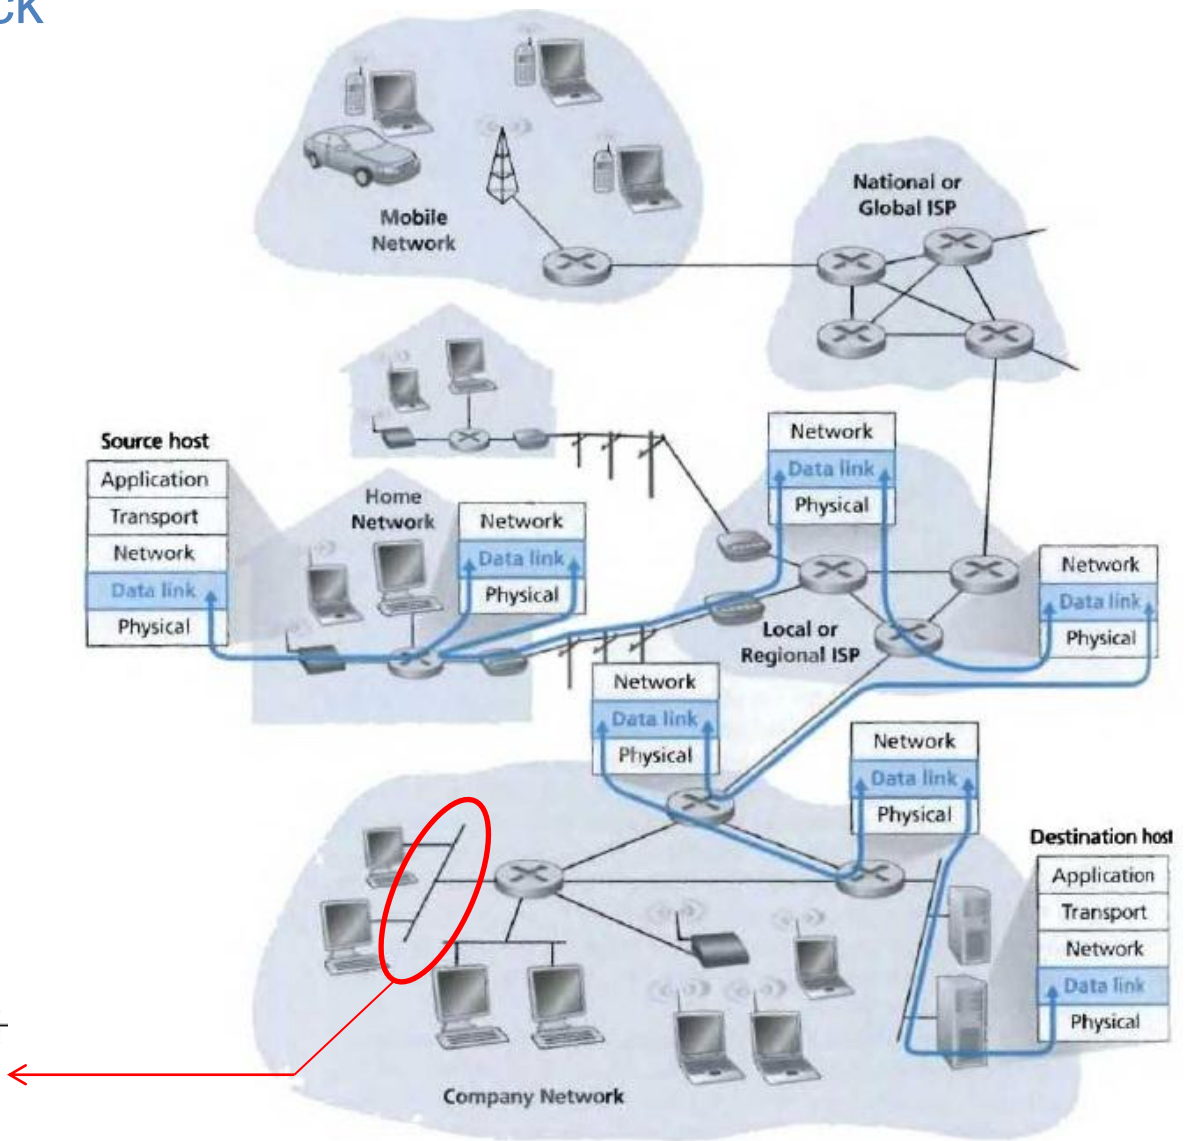 Mobile
Network
National or
Global ISP
Source host
Application
Transport
Network
Data link
Physical
Home
Network
Network
Data link
Physical
Network
Data link
Physical
Local or
Regional ISP
Network
Data link
Physical
Network
Data link
Physical
Network
Data link
Physical
Destination host
Application
Transport
Network
Data link
Physical
Company Network